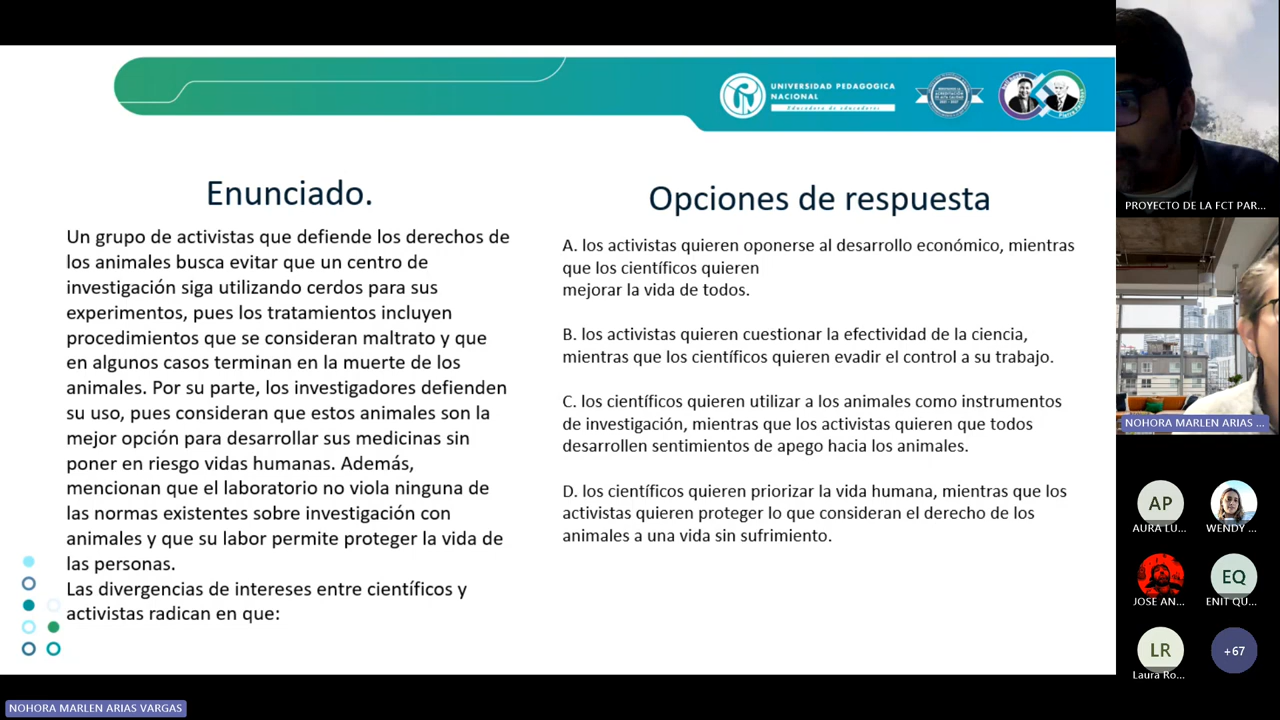 UNIVERSIDAD PEDAGOGICA
NACIONAL
Educadora de educadores
Enunciado.
Un grupo de activistas que defiende los derechos de
los animales busca evitar que un centro de
investigación siga utilizando cerdos para sus
experimentos, pues los tratamientos incluyen
procedimientos que se consideran maltrato y que
en algunos casos terminan en la muerte de los
animales. Por su parte, los investigadores defienden
su uso, pues consideran que estos animales son la
mejor opción para desarrollar sus medicinas sin
poner en riesgo vidas humanas. Además,
mencionan que el laboratorio no viola ninguna de
las normas existentes sobre investigación con
animales y que su labor permite proteger la vida de
las personas.
Las divergencias de intereses entre científicos y
activistas radican en que:
Opciones de respuesta
A. los activistas quieren oponerse al desarrollo económico, mientras
que los científicos quieren
mejorar la vida de todos.
B. los activistas quieren cuestionar la efectividad de la ciencia,
mientras que los científicos quieren evadir el control a su trabajo.
C. los científicos quieren utilizar a los animales como instrumentos
de investigación, mientras que los activistas quieren que todos
desarrollen sentimientos de apego hacia los animales.
D. los científicos quieren priorizar la vida humana, mientras que los
activistas quieren proteger lo que consideran el derecho de los
animales a una vida sin sufrimiento.
PROYECTO DE LA FCT PAR...
NOHORA MARLEN ARIAS ...
AP
AURA LU...
WENDY ...
JOSE AN...
EQ
ENIT QU...
LR
Laura Ro...
+67
NOHORA MARLEN ARIAS VARGAS